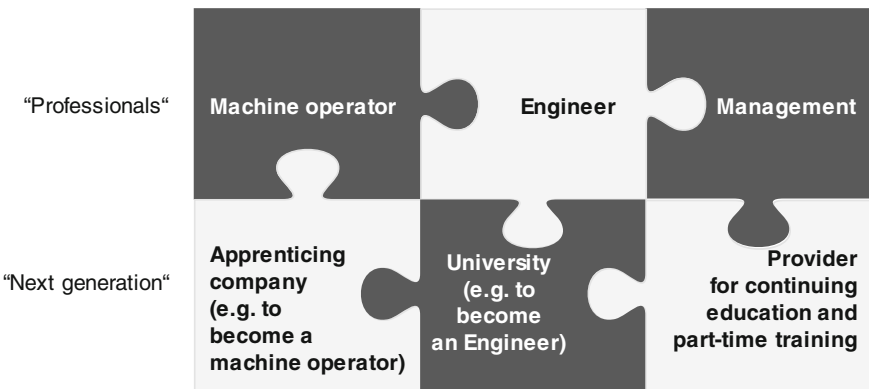 “Professionals“
Machine operator
Engineer
Management
“Next generation“
Apprenticing
company
(e.g. to
become a
machine operator)
University
(e.g. to
become
an Engineer)
Provider
for continuing
education and
part-time training